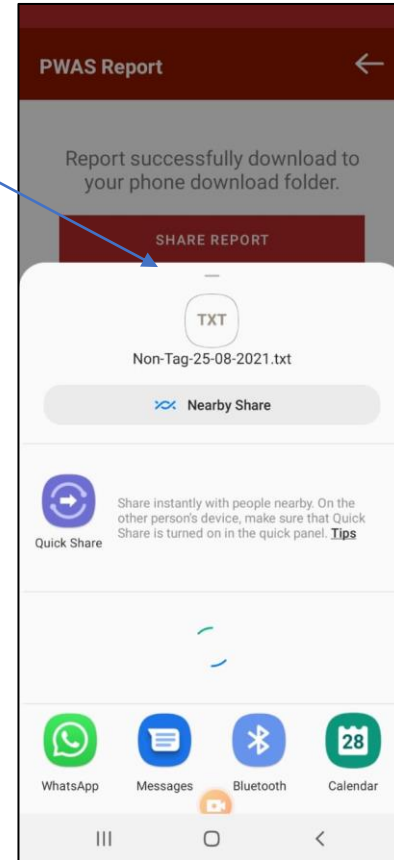 PWAS Report
Report successfully download to
your phone download folder.
SHARE REPORT
TXT
Non-Tag-25-08-2021.txt
Nearby Share
Share instantly with people nearby. On the
other person's device, make sure that Quick
Share is turned on in the quick panel. Tips
Quick Share
28
WhatsApp Messages Bluetooth Calendar